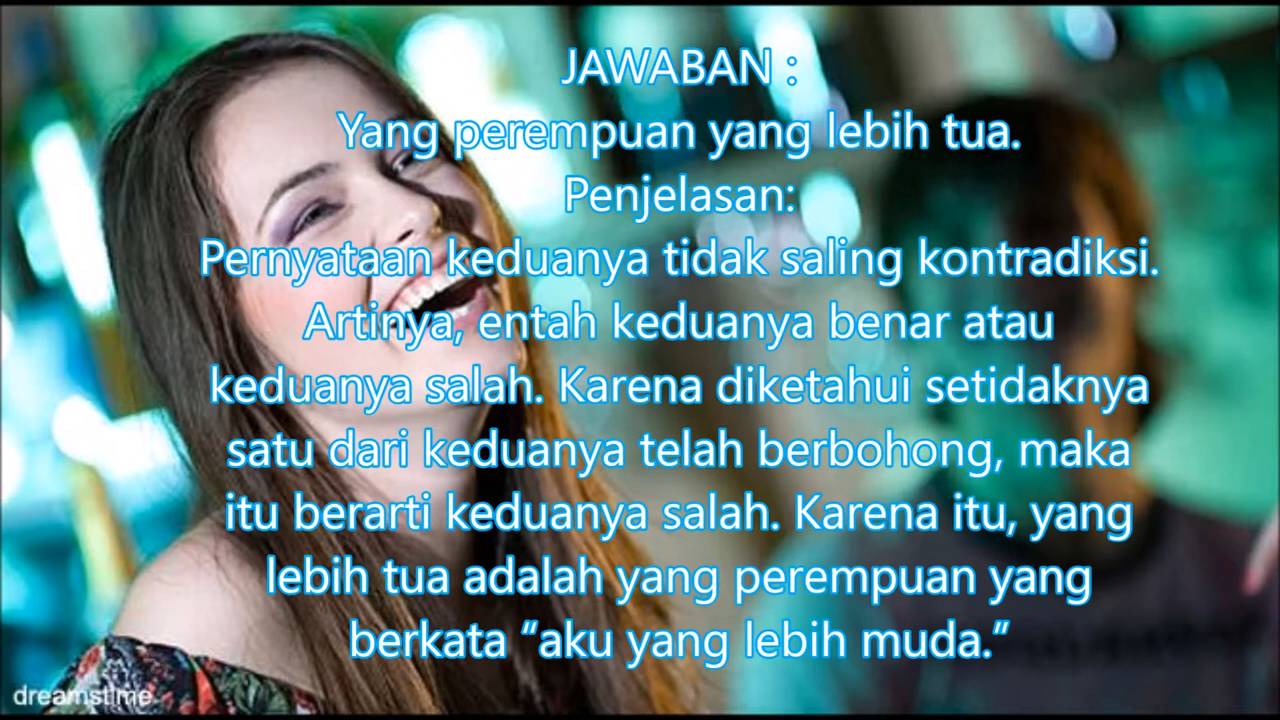 JAWABAN :
Yang perempuan yang lebih tua.
Penjelasan:
Pernyataan keduanya tidak saling kontradiksi.
Artinya, entah keduanya benar atau
keduanya salah. Karena diketahui setidaknya
satu dari keduanya telah berbohong, maka
itu berarti keduanya salah. Karena itu, yang
lebih tua adalah yang perempuan yang
berkata “aku yang lebih muda.”
dreamstime